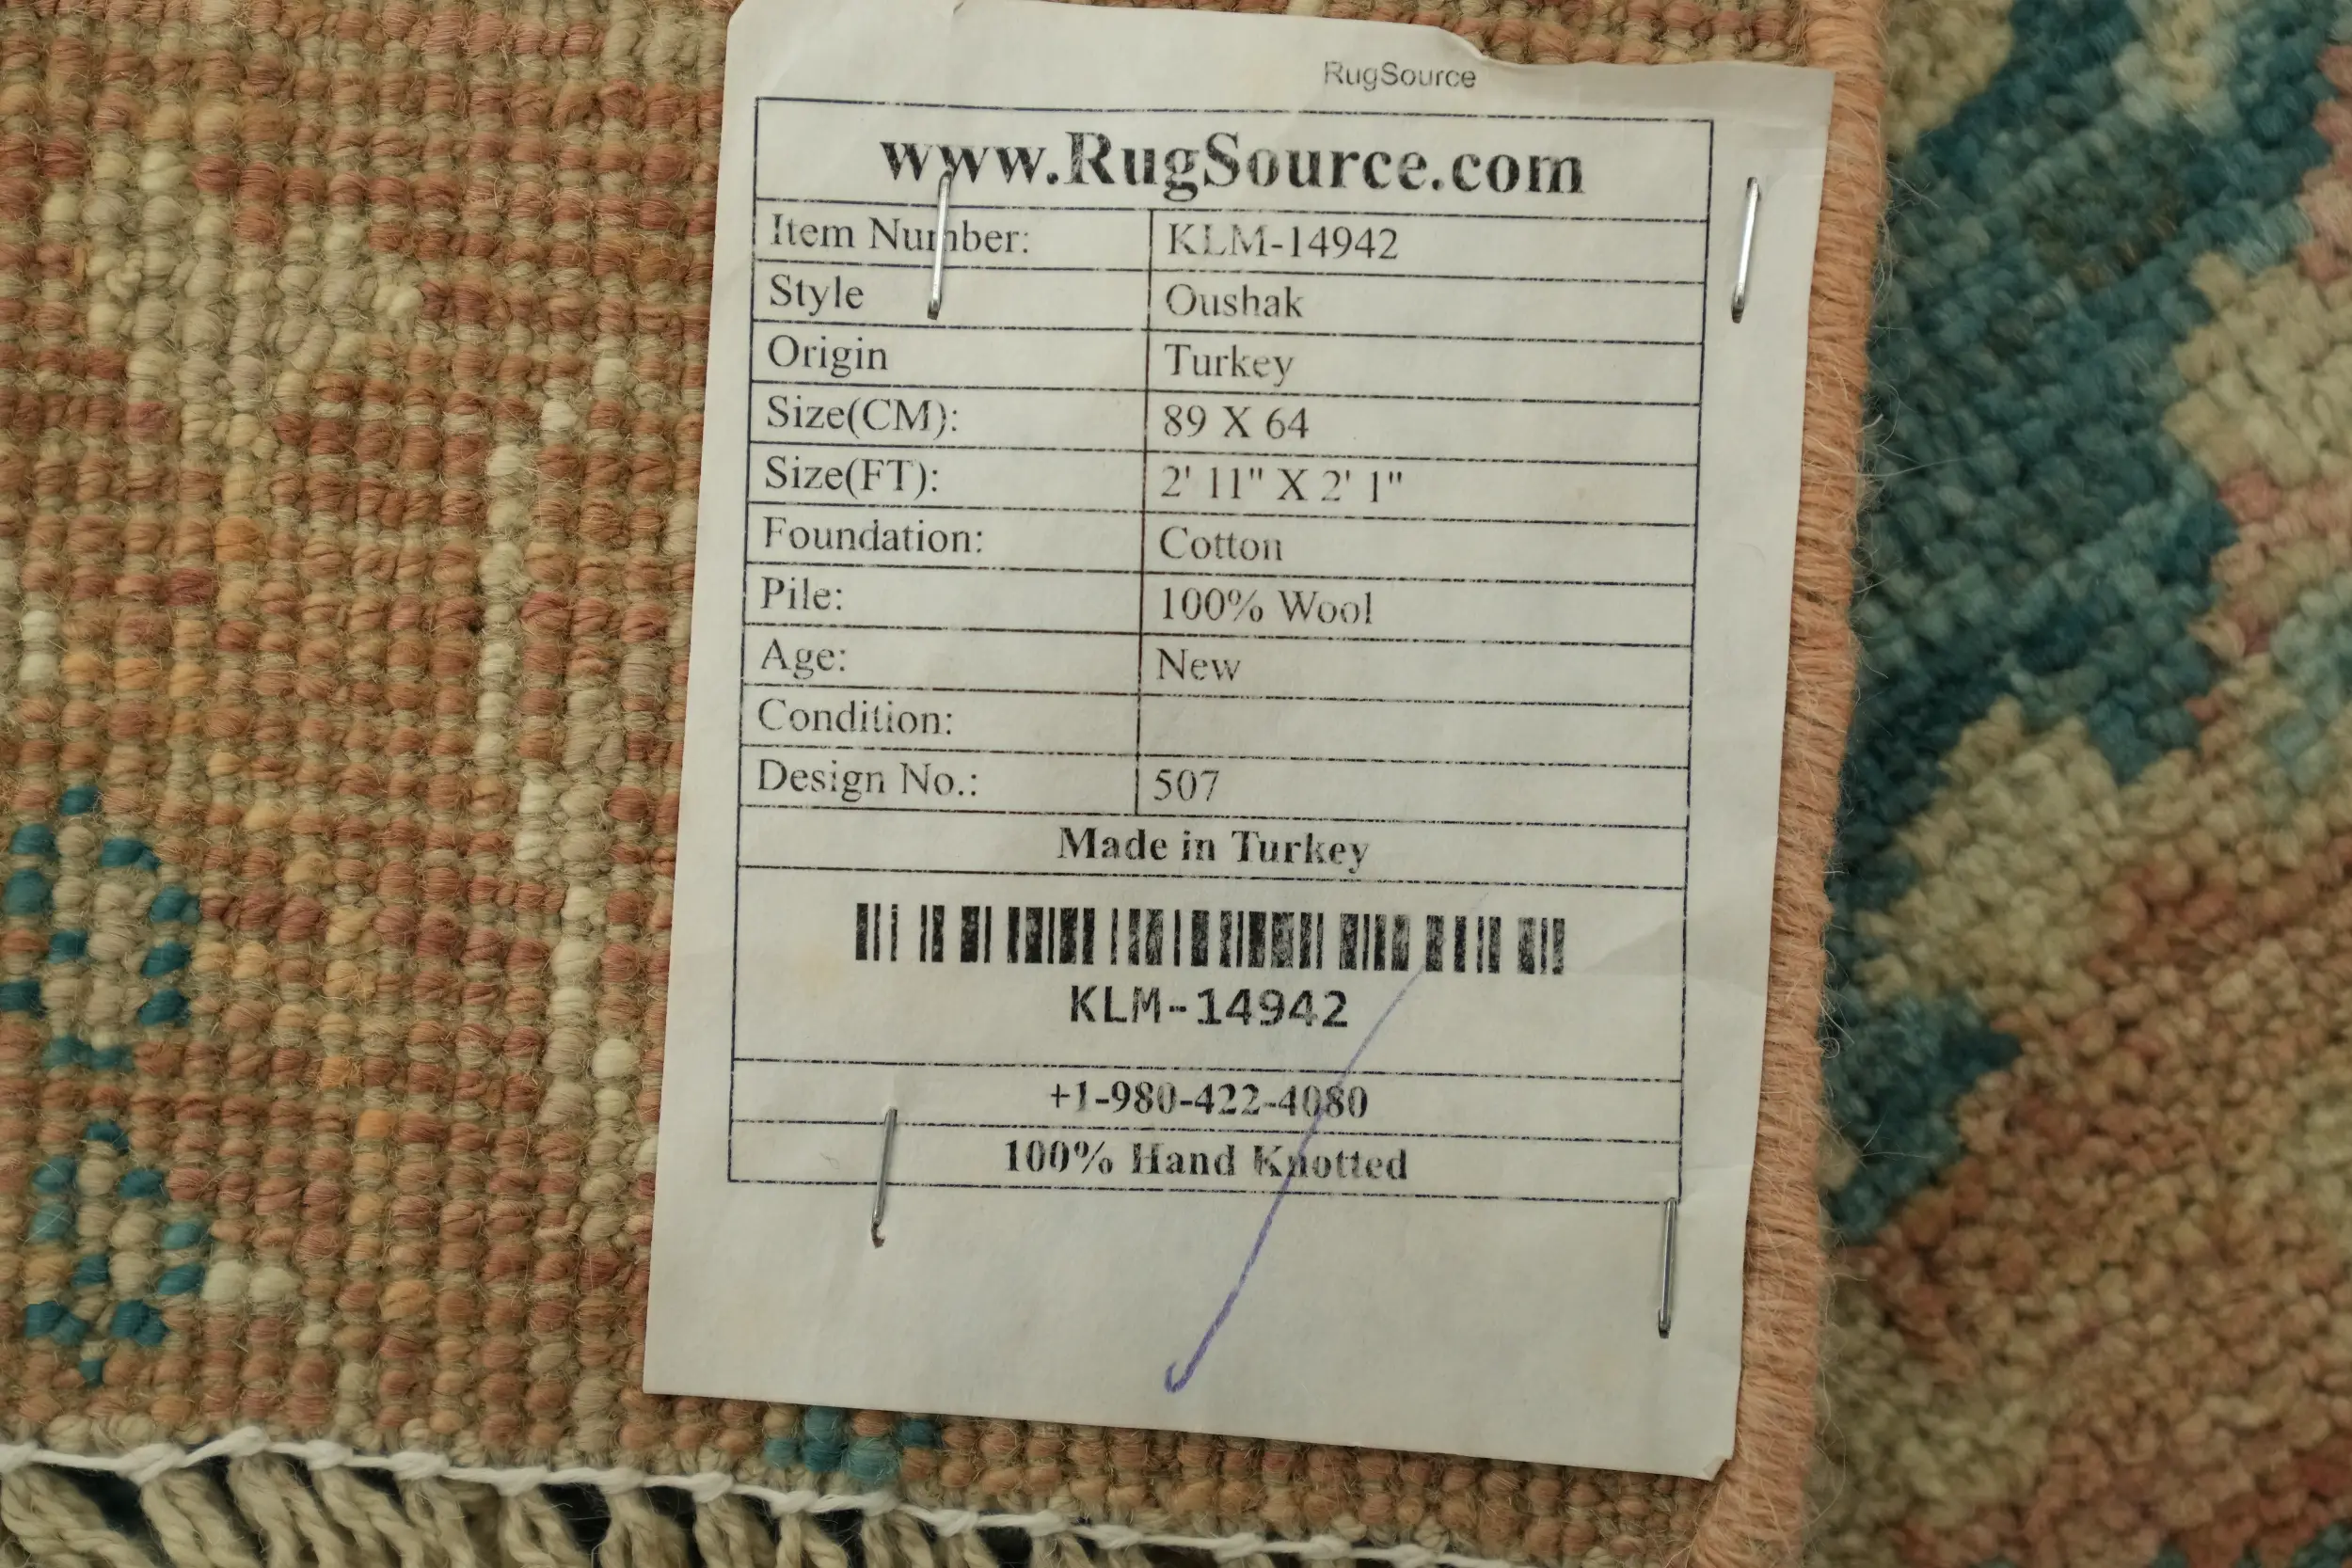 RugSource
www.RugSource.com
Item Number: KLM-14942
Style Oushak
Origin Turkey
Size(CM): 89 X 64
Size(FT): 2' 11" X 2' 1"
Foundation: Cotton
Pile: 100% Wool
Age: New
Condition:
Design No.: 507
Made in Turkey
KLM-14942
+1-980-422-4080
100% Hand Knotted